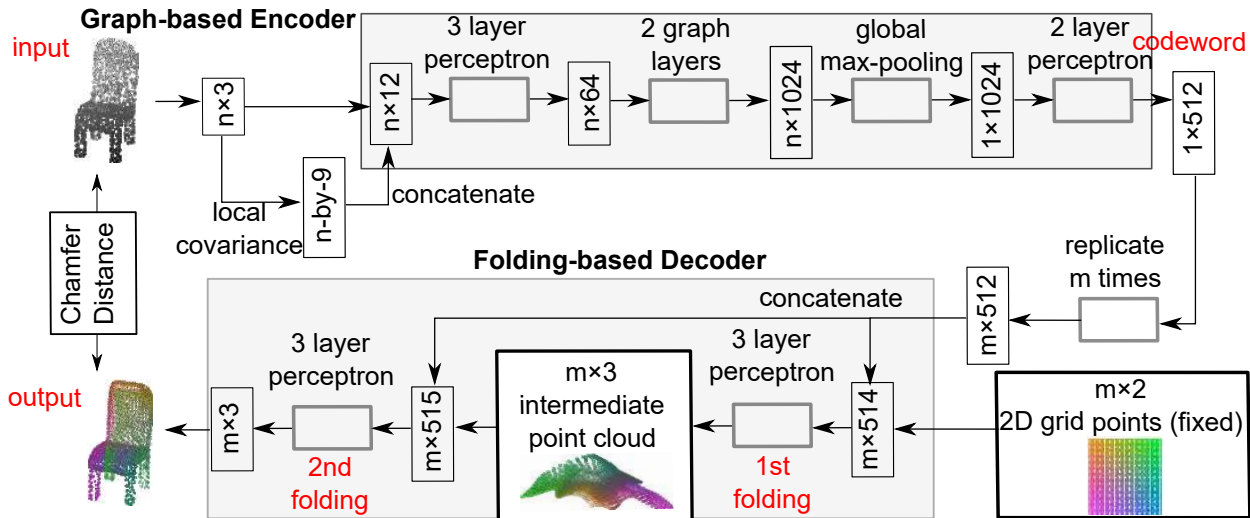 Graph-based Encoder
input
n×3
local
covariance
n-by-9
concatenate
n×12
3 layer
perceptron
n×64
2 graph
layers
n×1024
global
max-pooling
1×1024
2 layer
perceptron
codeword
1×512
replicate
m times
m×512
Chamfer
Distance
Folding-based Decoder
concatenate
m×2
2D grid points (fixed)
m×514
3 layer
perceptron
1st
folding
m×3
intermediate
point cloud
m×515
3 layer
perceptron
2nd
folding
m×3
output